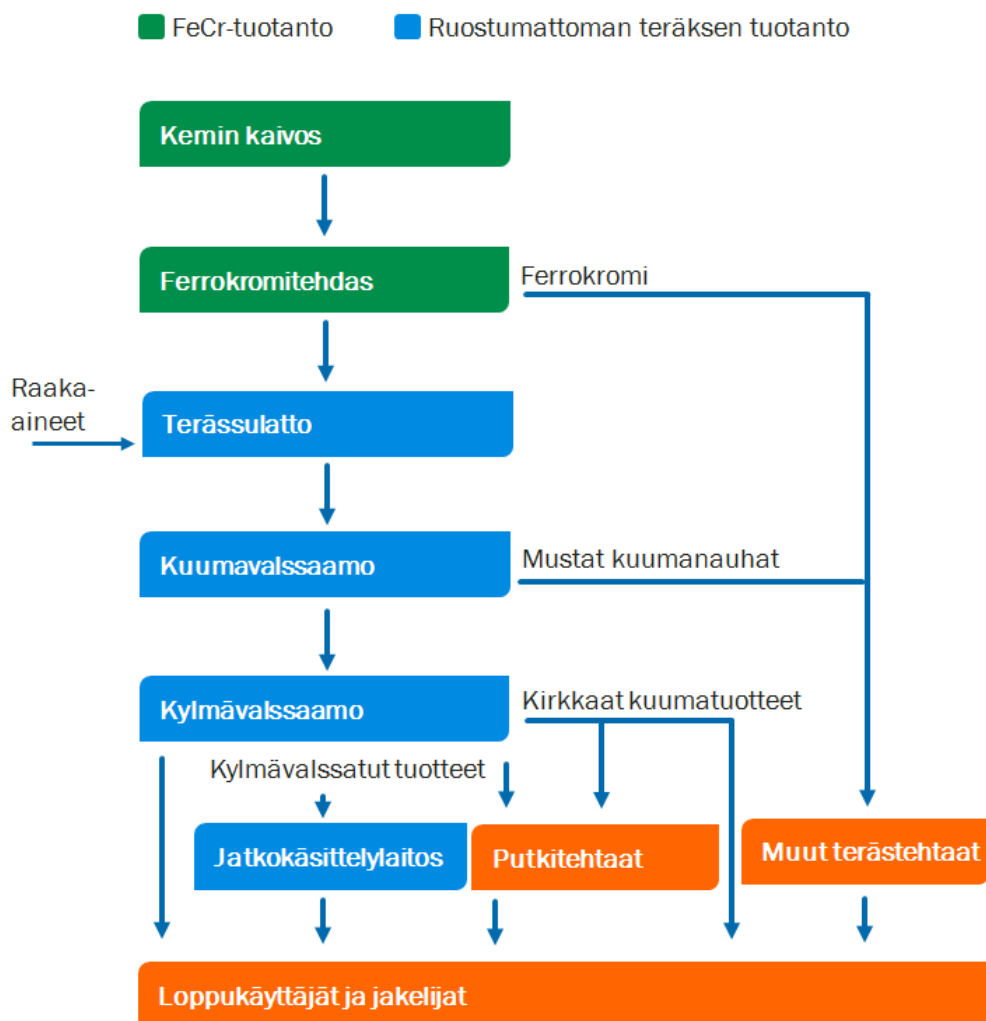 FeCr-tuotanto
Ruostumattoman teräksen tuotanto
Kemin kaivos
Ferrokromitehdas
Ferrokromi
Raaka-
aineet
Terässulatto
Kuumavalssaamo
Mustat kuumanauhat
Kylmävalssaamo
Kirkkaat kuumatuotteet
Kylmävalssatut tuotteet
Jatkokäsittelylaitos
Putkitehtaat
Muut terästehtaat
Loppukäyttäjät ja jakelijat